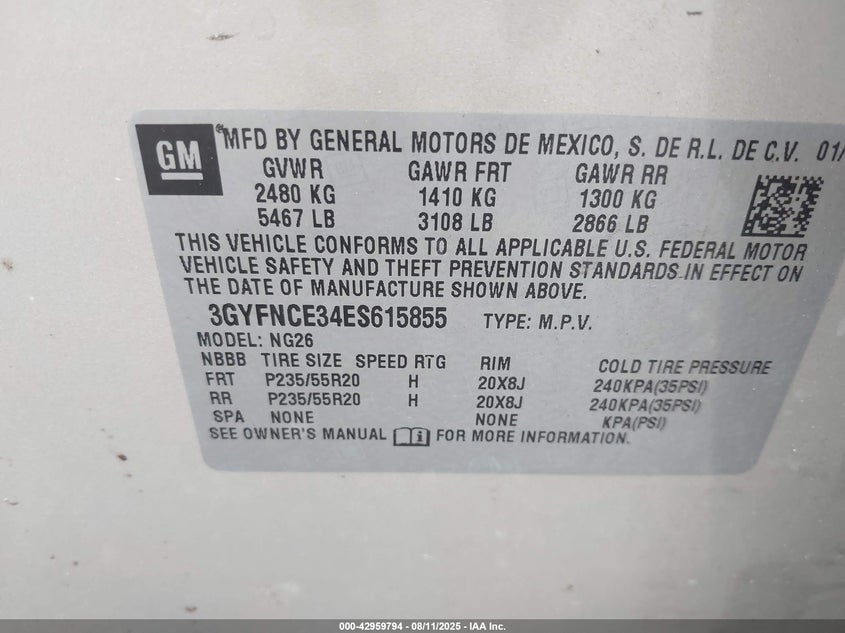 GM
MFD BY GENERAL MOTORS DE MEXICO, S. DE R.L. DE C.V. 01/
GVWR GAWR FRT GAWR RR
2480 KG 1410 KG 1300 KG
5467 LB 3108 LB 2866 LB
THIS VEHICLE CONFORMS TO ALL APPLICABLE U.S. FEDERAL MOTOR
VEHICLE SAFETY AND THEFT PREVENTION STANDARDS IN EFFECT ON
THE DATE OF MANUFACTURE SHOWN ABOVE.
3GYFNCE34ES615855 TYPE: M.P.V.
MODEL: NG26
NBBB TIRE SIZE SPEED RTG RIM COLD TIRE PRESSURE
FRT P235/55R20 H 20X8J 240KPA(35PSI)
RR P235/55R20 H 20X8J 240KPA(35PSI)
SPA NONE NONE KPA(PSI)
SEE OWNER'S MANUAL FOR MORE INFORMATION.
000-42959794 - 08/11/2025 - IAA Inc.